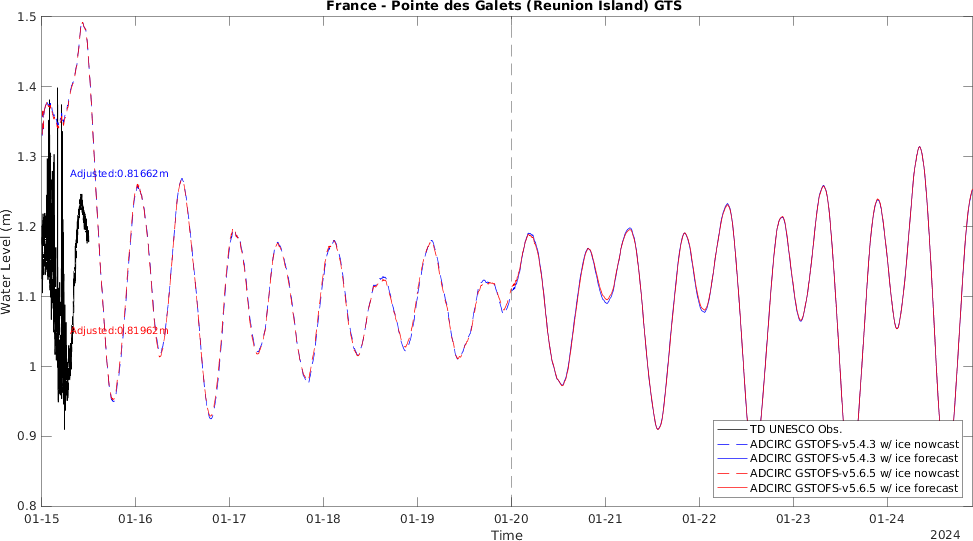 France - Pointe des Galets (Reunion Island) GTS
1.5
1.4
1.3
1.2
1.1
1
0.9
0.8
Water Level (m)
Adjusted:0.81662m
Adjusted:0.81962m
TD UNESCO Obs.
ADCIRC GSTOFS-v5.4.3 w/ ice nowcast
ADCIRC GSTOFS-v5.4.3 w/ ice forecast
ADCIRC GSTOFS-v5.6.5 w/ ice nowcast
ADCIRC GSTOFS-v5.6.5 w/ ice forecast
01-15 01-16 01-17 01-18 01-19 01-20 01-21 01-22 01-23 01-24
Time
2024